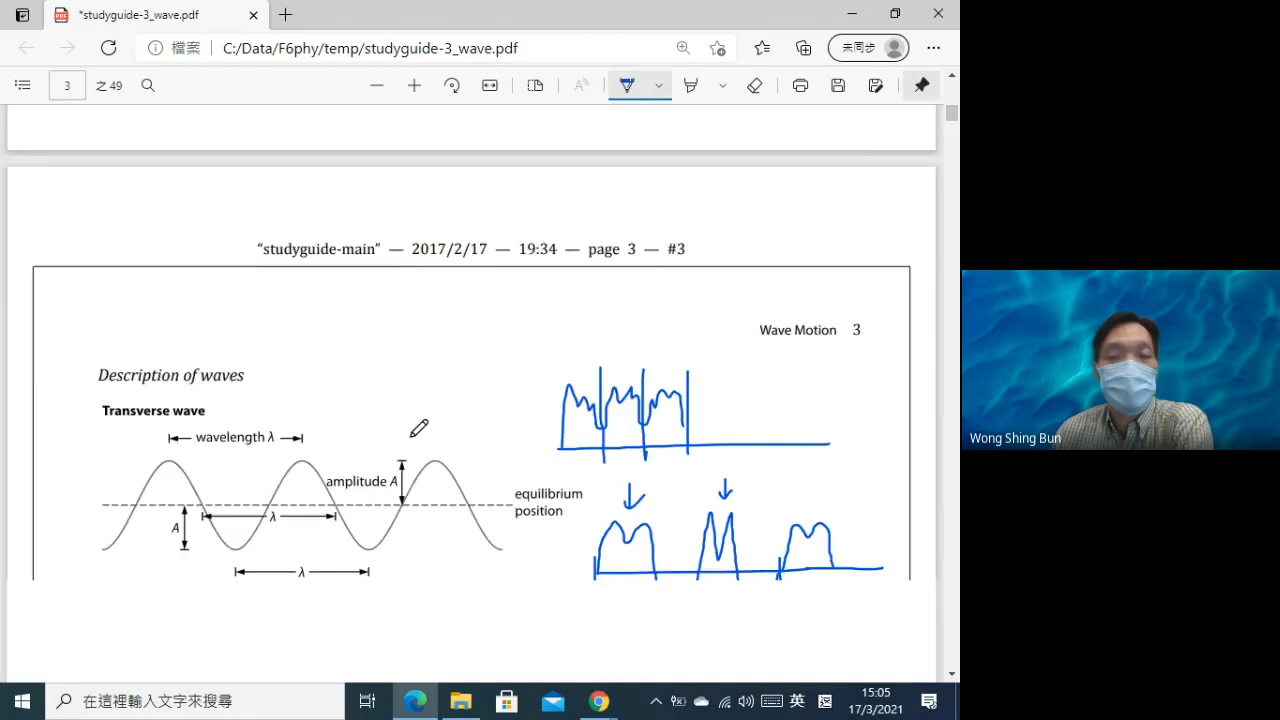 "studyguide-3_wave.pdf
檔案
C:/Data/F6phy/temp/studyguide-3_wave.pdf
未同步
3
之 49
“studyguide-main” — 2017/2/17 — 19:34 — page 3 — #3
Wave Motion 3
Description of waves
Transverse wave
wavelength λ
amplitude A
equilibrium
position
A
λ
λ
Wong Shing Bun
在這裡輸入文字來搜尋
英
15:05
17/3/2021